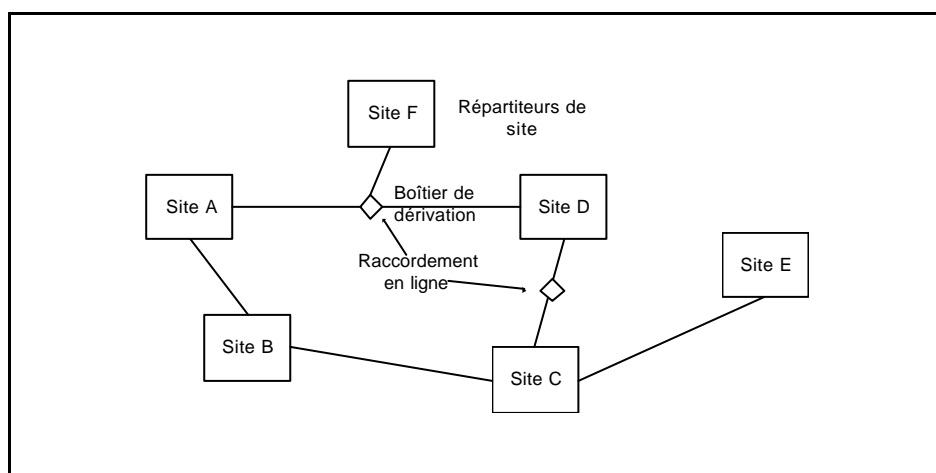 Site F
Répartiteurs de
site
Site A
Boîtier de
dérivation
Site D
Raccordement
en ligne
Site E
Site B
Site C